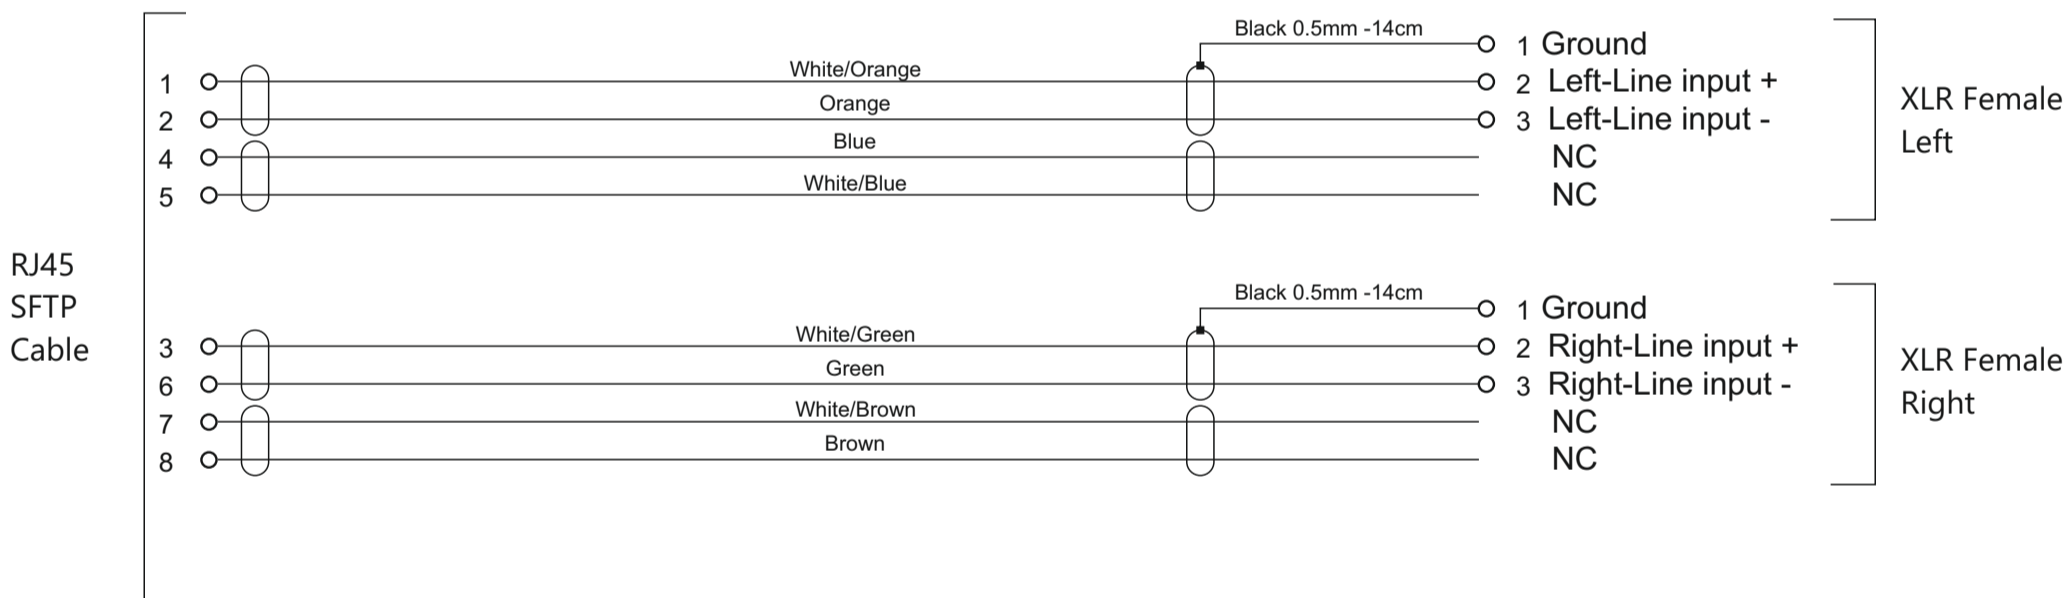 Black 0.5mm -14cm
1 Ground
1 White/Orange 2 Left-Line input +
2 Orange 3 Left-Line input -
4 Blue NC
5 White/Blue NC
XLR Female
Left
RJ45
SFTP
Cable
Black 0.5mm -14cm
1 Ground
3 White/Green 2 Right-Line input +
6 Green 3 Right-Line input -
7 White/Brown NC
8 Brown NC
XLR Female
Right